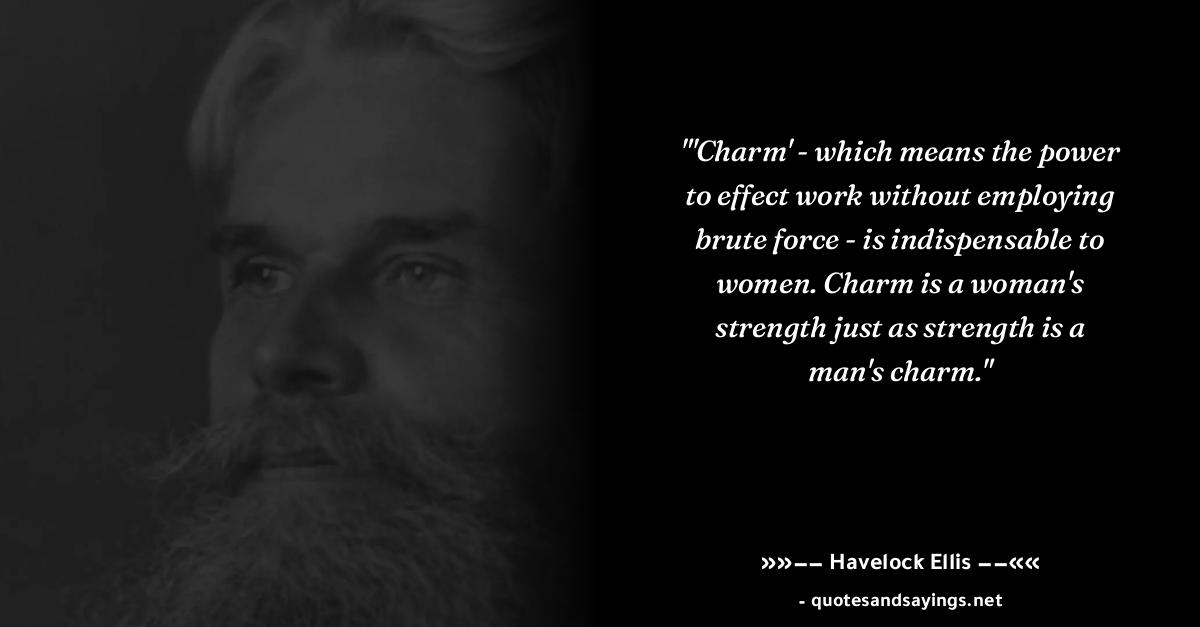 "'Charm' - which means the power
to effect work without employing
brute force - is indispensable to
women. Charm is a woman's
strength just as strength is a
man's charm."
»»−− Havelock Ellis −−««
- quotesandsayings.net